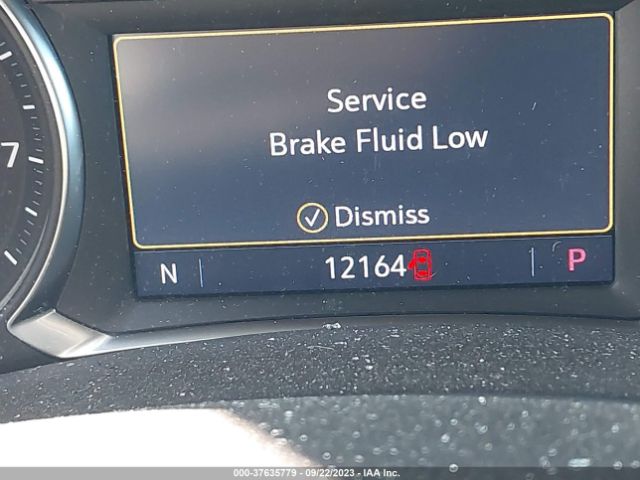 7
Service
Brake Fluid Low
Dismiss
N 12164 P
000-37635779 - 09/22/2023 - IAA Inc.